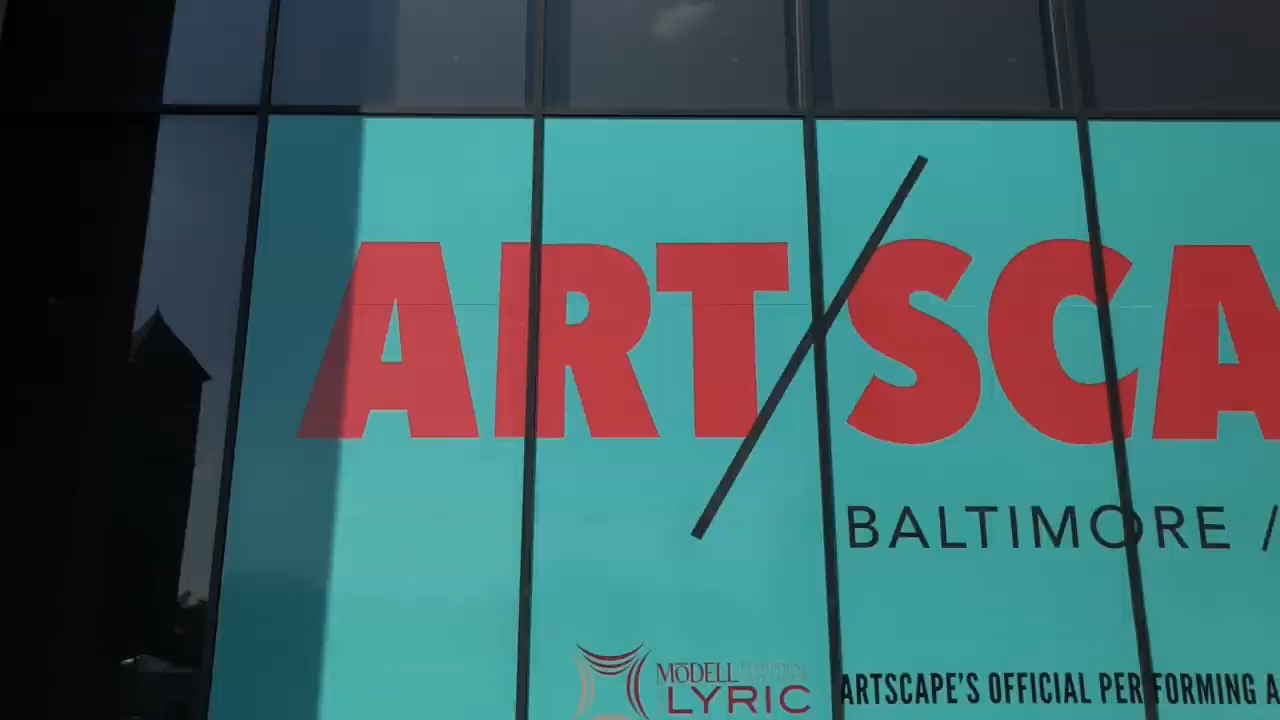 ART/SCA
BALTIMORE /
MODELL
LYRIC
ARTSCAPE'S OFFICIAL PERFORMING A